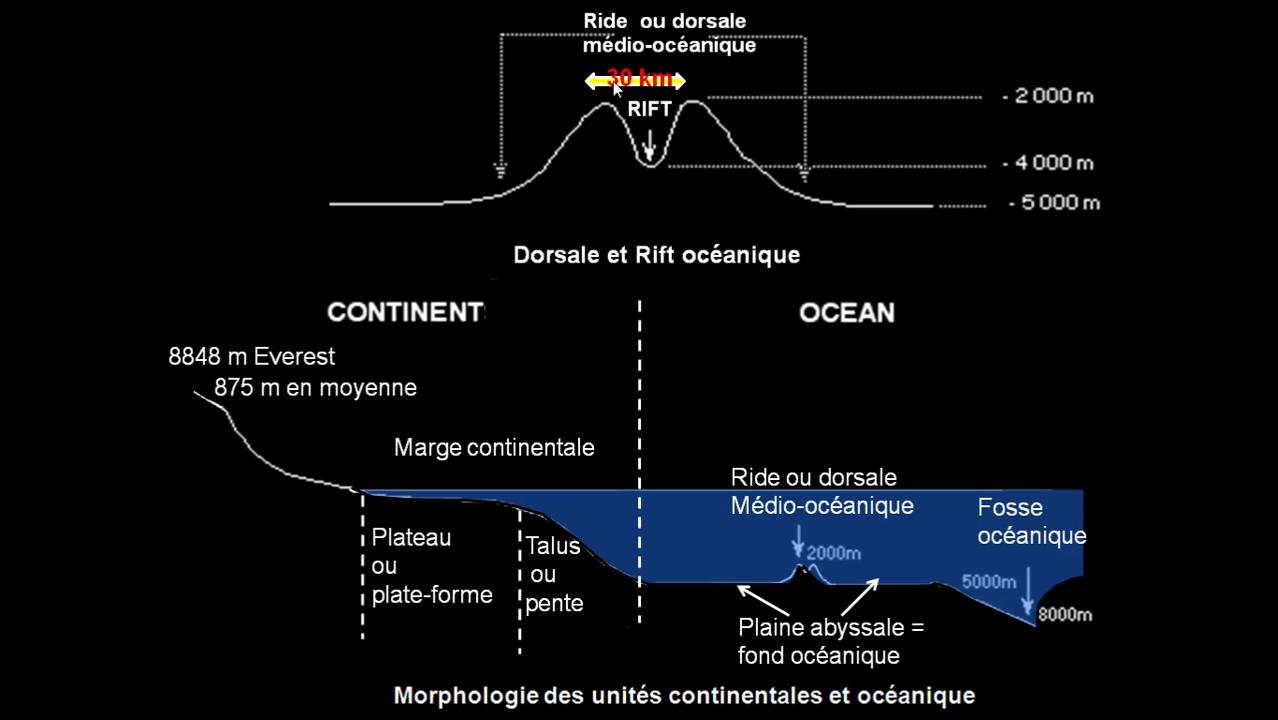 Ride ou dorsale
médio-océanique
30 km
RIFT
- 2 000 m
- 4 000 m
- 5 000 m
Dorsale et Rift océanique
CONTINENT
OCEAN
8848 m Everest
875 m en moyenne
Marge continentale
Ride ou dorsale
Médio-océanique
Fosse
océanique
2000m
5000m
8000m
Plateau
ou
plate-forme
Talus
ou
pente
Plaine abyssale =
fond océanique
Morphologie des unités continentales et océanique